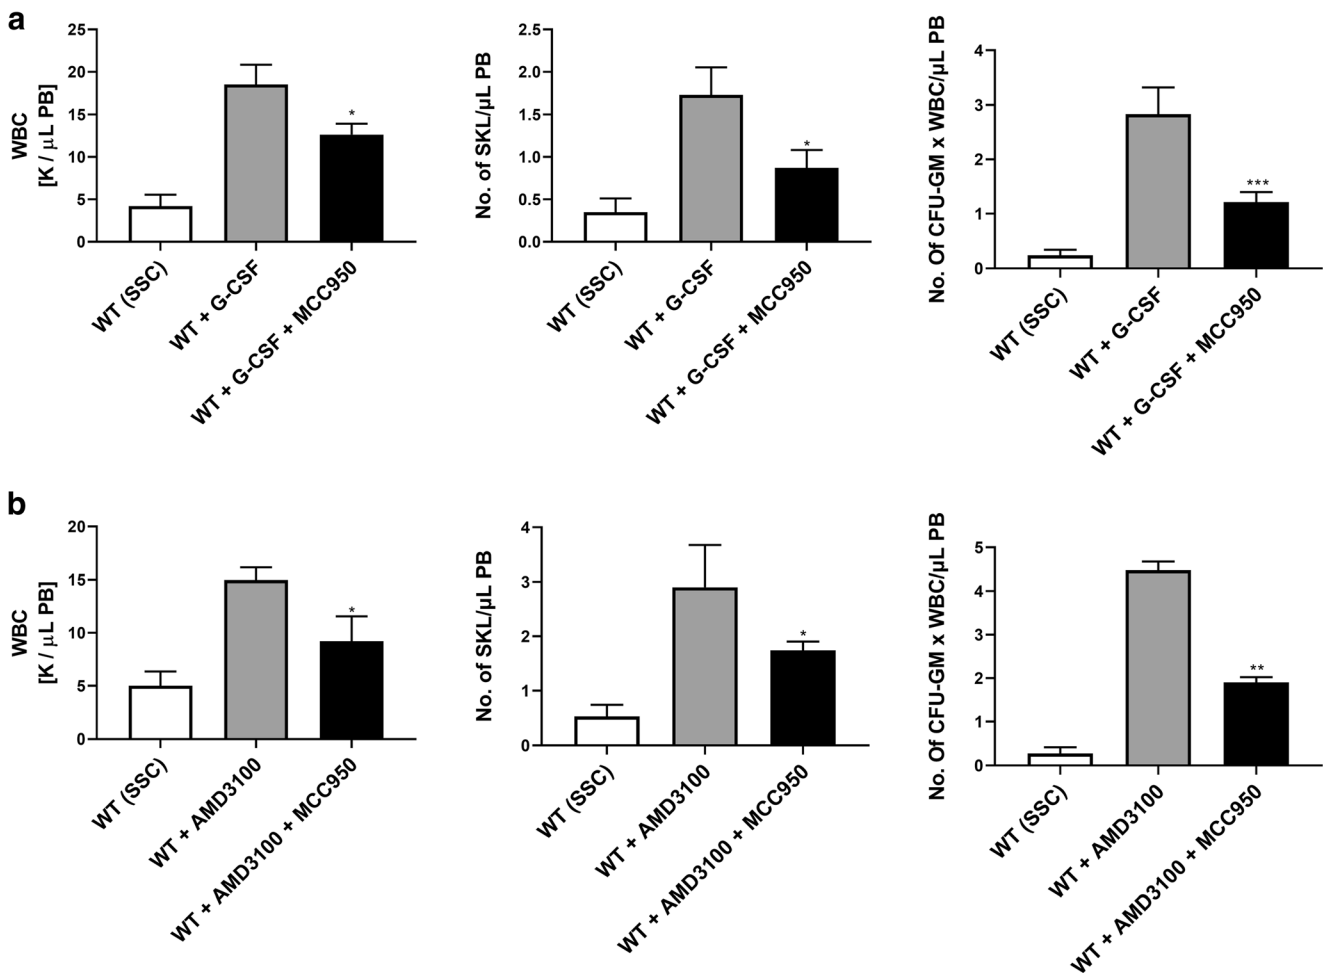 a
WBC
[K / μL PB]
25
20
15
10
5
0
*
WT (SSC)
WT + G-CSF
WT + G-CSF + MCC950
No. of SKL/μL PB
2.5
2.0
1.5
1.0
0.5
0.0
*
WT (SSC)
WT + G-CSF
WT + G-CSF + MCC950
No. Of CFU-GM x WBC/μL PB
4
3
2
1
0
***
WT (SSC)
WT + G-CSF
WT + G-CSF + MCC950
b
WBC
[K / μL PB]
20
15
10
5
0
*
WT (SSC)
WT + AMD3100
WT + AMD3100 + MCC950
No. of SKL/μL PB
4
3
2
1
0
*
WT (SSC)
WT + AMD3100
WT + AMD3100 + MCC950
No. Of CFU-GM x WBC/μL PB
5
4
3
2
1
0
**
WT (SSC)
WT + AMD3100
WT + AMD3100 + MCC950